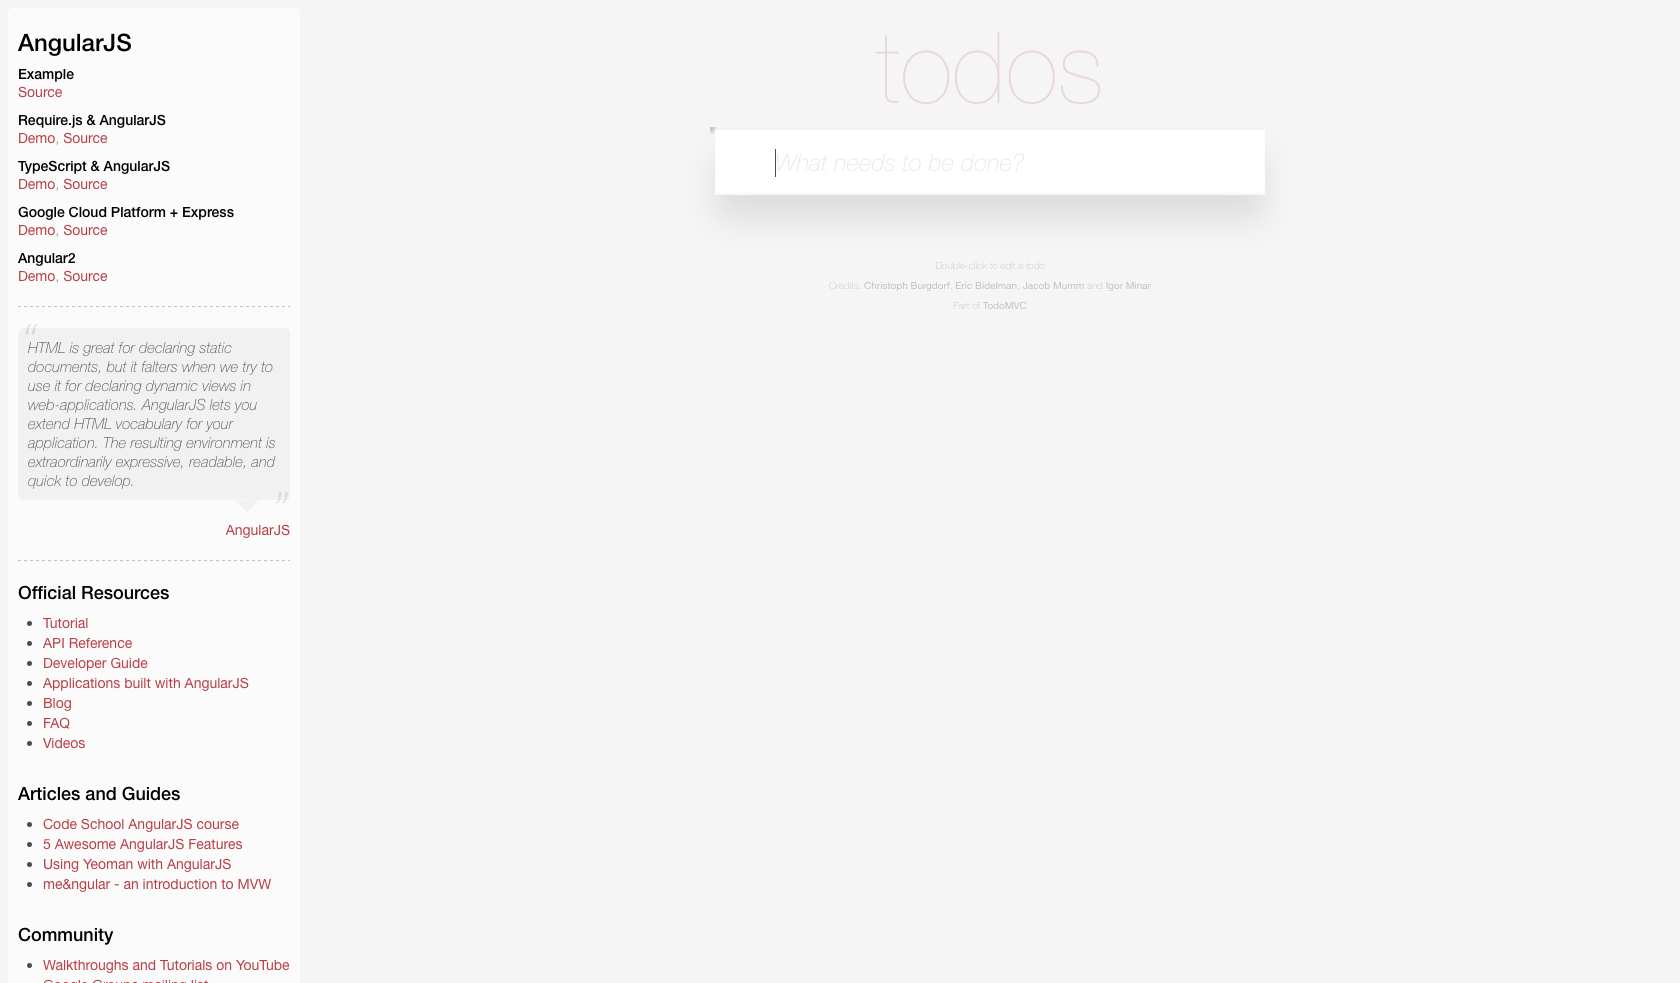 AngularJS
Example
Source
Require.js & AngularJS
Demo, Source
TypeScript & AngularJS
Demo, Source
Google Cloud Platform + Express
Demo, Source
Angular2
Demo, Source
“
HTML is great for declaring static
documents, but it falters when we try to
use it for declaring dynamic views in
web-applications. AngularJS lets you
extend HTML vocabulary for your
application. The resulting environment is
extraordinarily expressive, readable, and
quick to develop.
”
AngularJS
Official Resources
Tutorial
API Reference
Developer Guide
Applications built with AngularJS
Blog
FAQ
Videos
Articles and Guides
Code School AngularJS course
5 Awesome AngularJS Features
Using Yeoman with AngularJS
me&ngular - an introduction to MVW
Community
Walkthroughs and Tutorials on YouTube
Google Groups mailing list
todos
What needs to be done?
Double-click to edit a todo
Credits: Christoph Burgdorf, Eric Bidelman, Jacob Mumm and Igor Minar
Part of TodoMVC